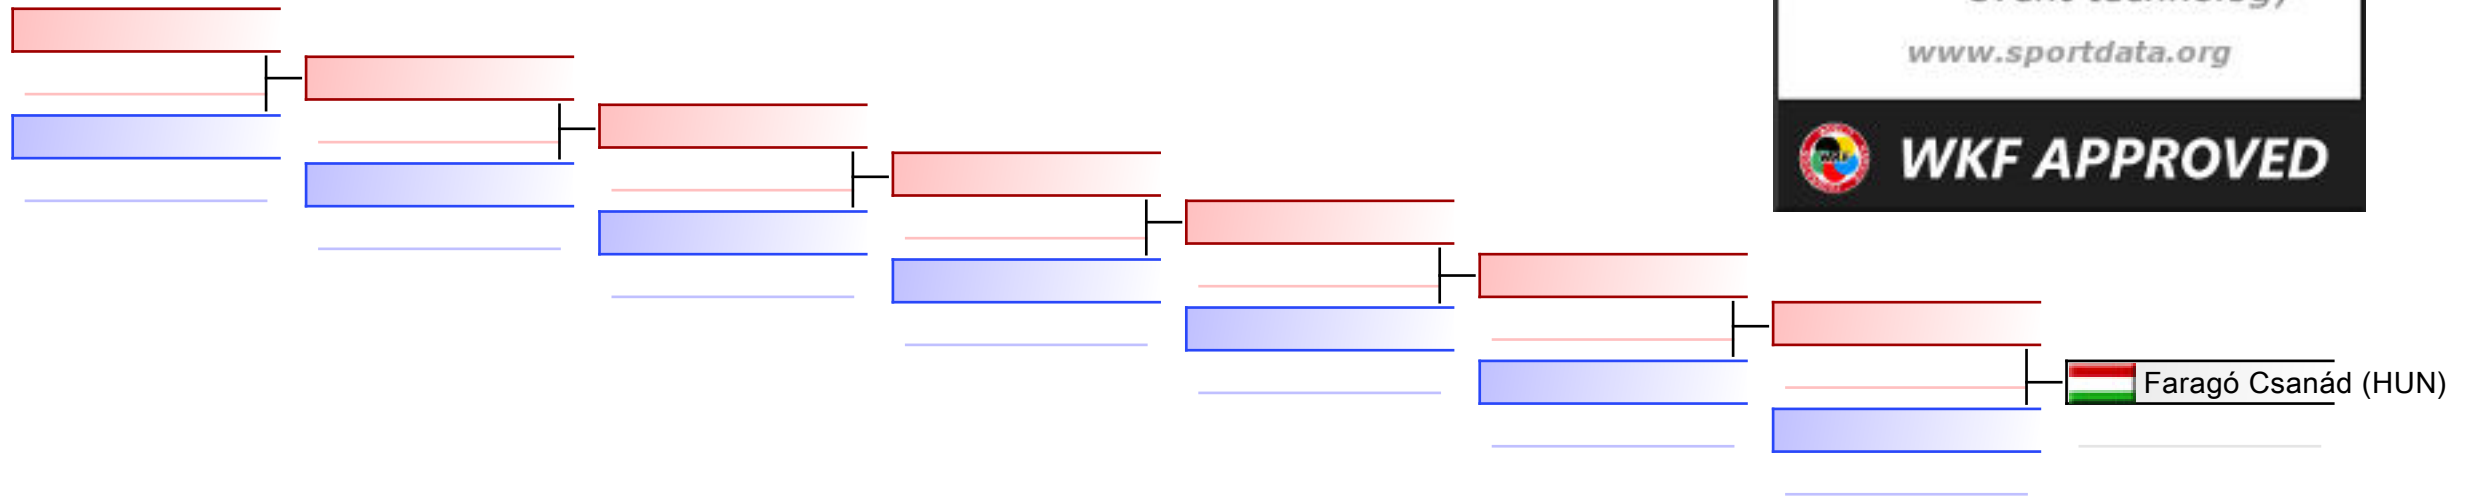 www.sportdata.org
WKF APPROVED
Faragó Csanád (HUN)